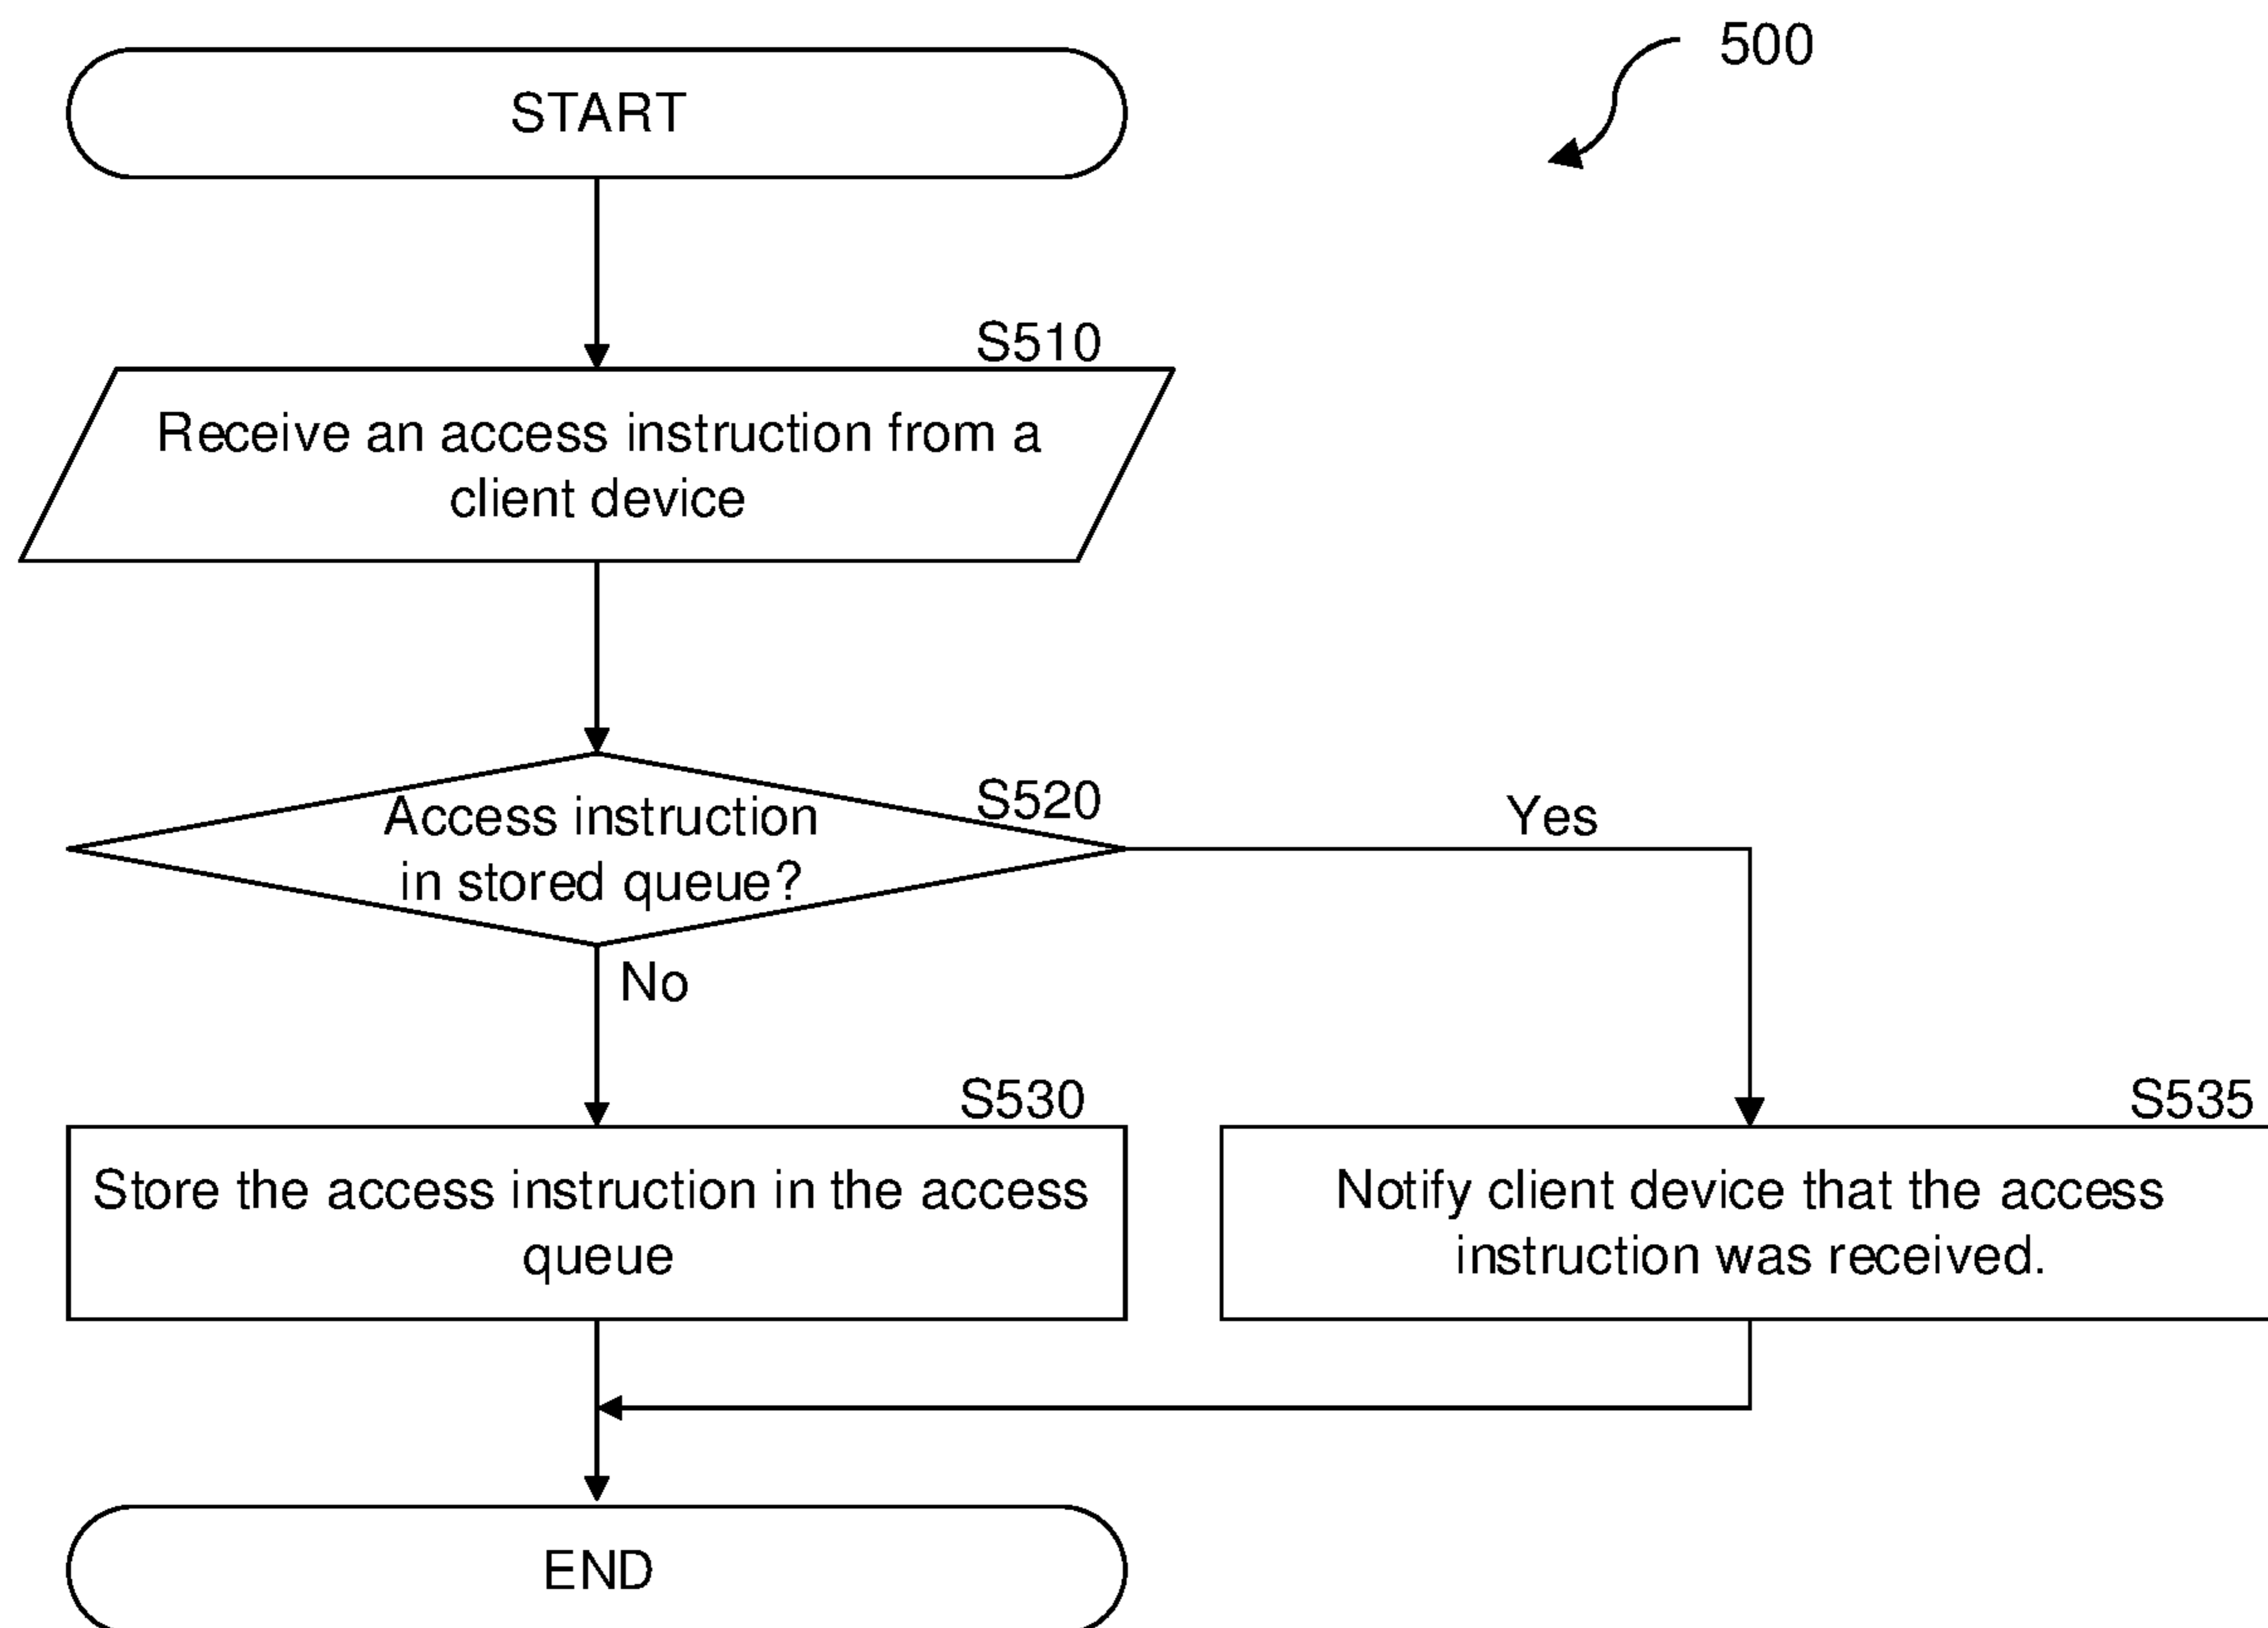 500
START
S510
Receive an access instruction from a
client device
S520
Access instruction
in stored queue?
Yes
No
S530
Store the access instruction in the access
queue
S535
Notify client device that the access
instruction was received.
END